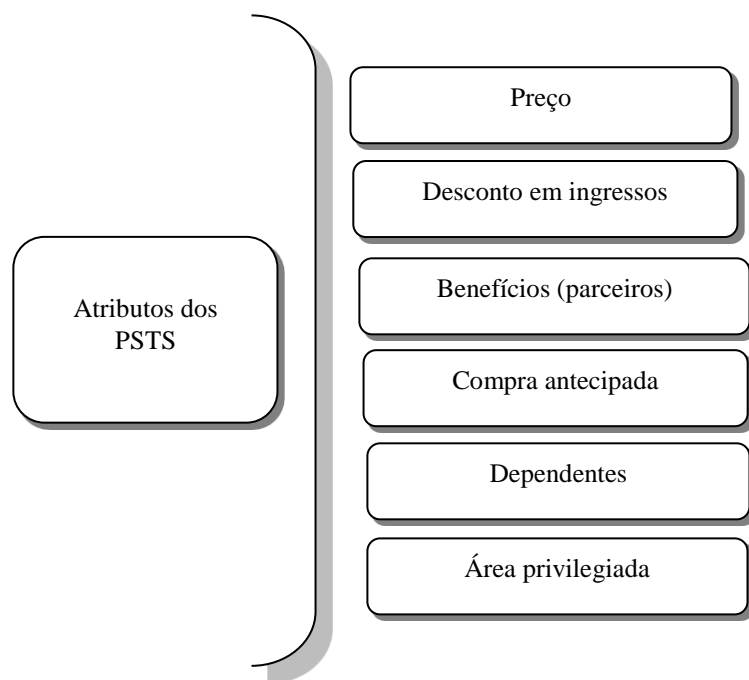 Atributos dos
PSTS
Preço
Desconto em ingressos
Benefícios (parceiros)
Compra antecipada
Dependentes
Área privilegiada